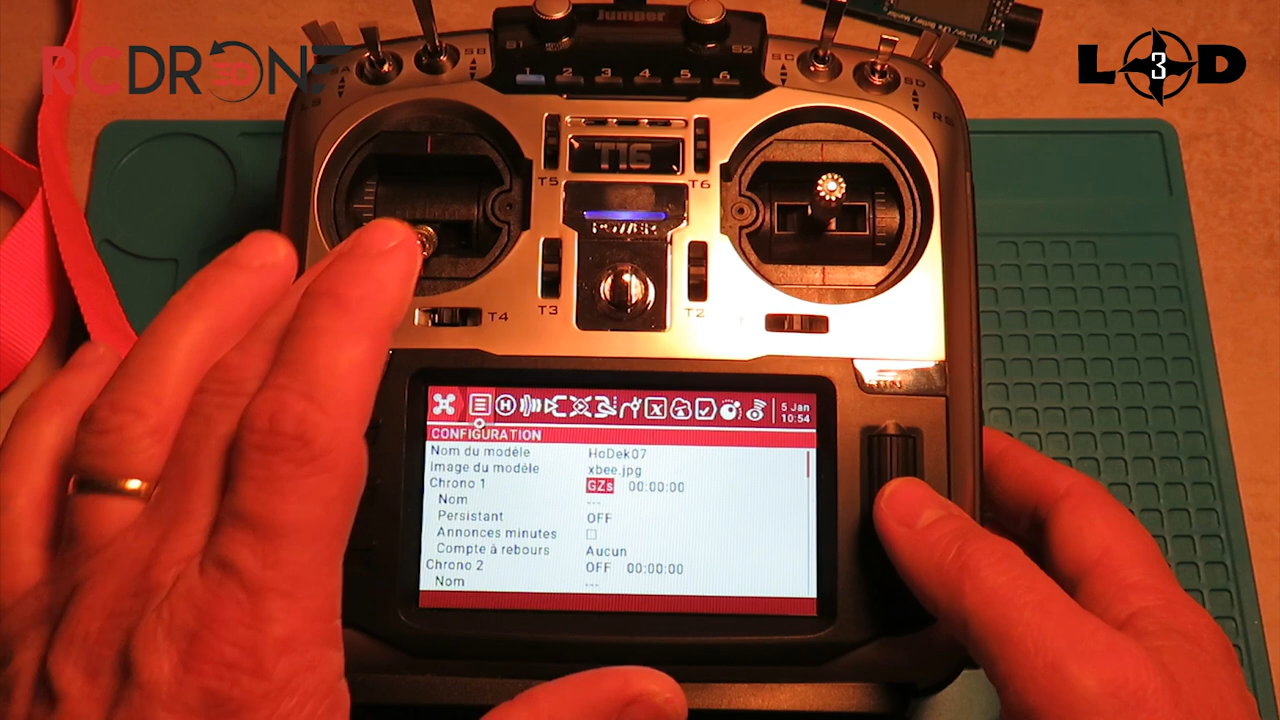 RCDRONE
3D
L3D
Jumper
S1
S2
SB
SC
SD
1 2 3 4 5 6
T16
T5
T6
POWER
T3
T2
T4
5 Jan
10:54
CONFIGURATION
Nom du modèle HoDek07
Image du modèle xbee.jpg
Chrono 1 GZs 00:00:00
Nom ---
Persistant OFF
Annonces minutes
Compte à rebours Aucun
Chrono 2 OFF 00:00:00
Nom ---